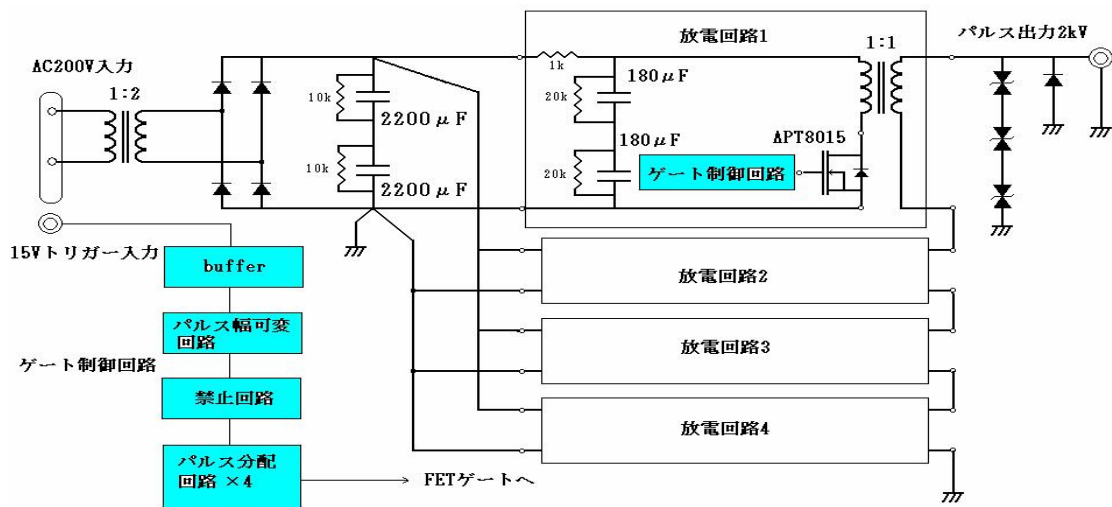 放電回路1
1:1
パルス出力2kV
AC200V入力
1:2
1k
180μF
10k
20k
2200μF
180μF
APT8015
ゲート制御回路
10k
20k
2200μF
15Vトリガー入力
buffer
放電回路2
パルス幅可変
回路
放電回路3
ゲート制御回路
禁止回路
放電回路4
パルス分配
回路 ×4
FETゲートへ